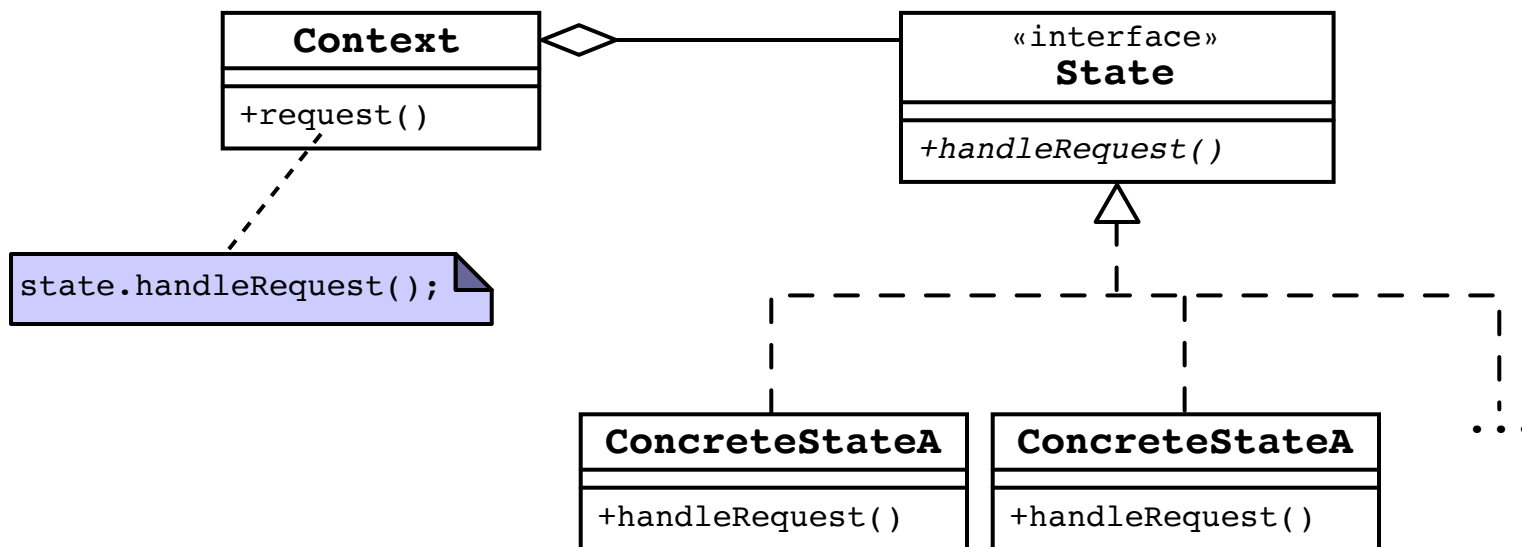 Context
+request()
«interface»
State
+handleRequest()
state.handleRequest();
ConcreteStateA
+handleRequest()
ConcreteStateA
+handleRequest()
...